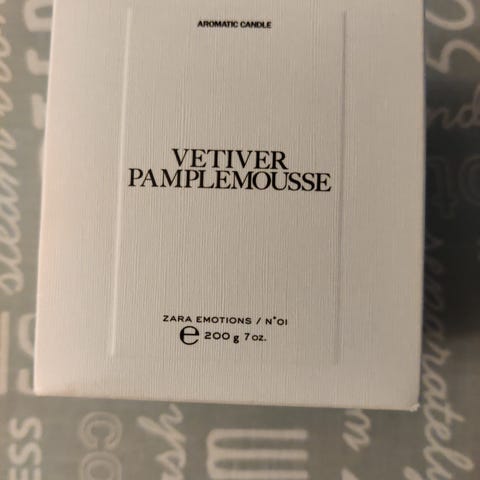 AROMATIC CANDLE
VETIVER
PAMPLEMOUSSE
ZARA EMOTIONS / N°01
℮ 200 g 7 oz.